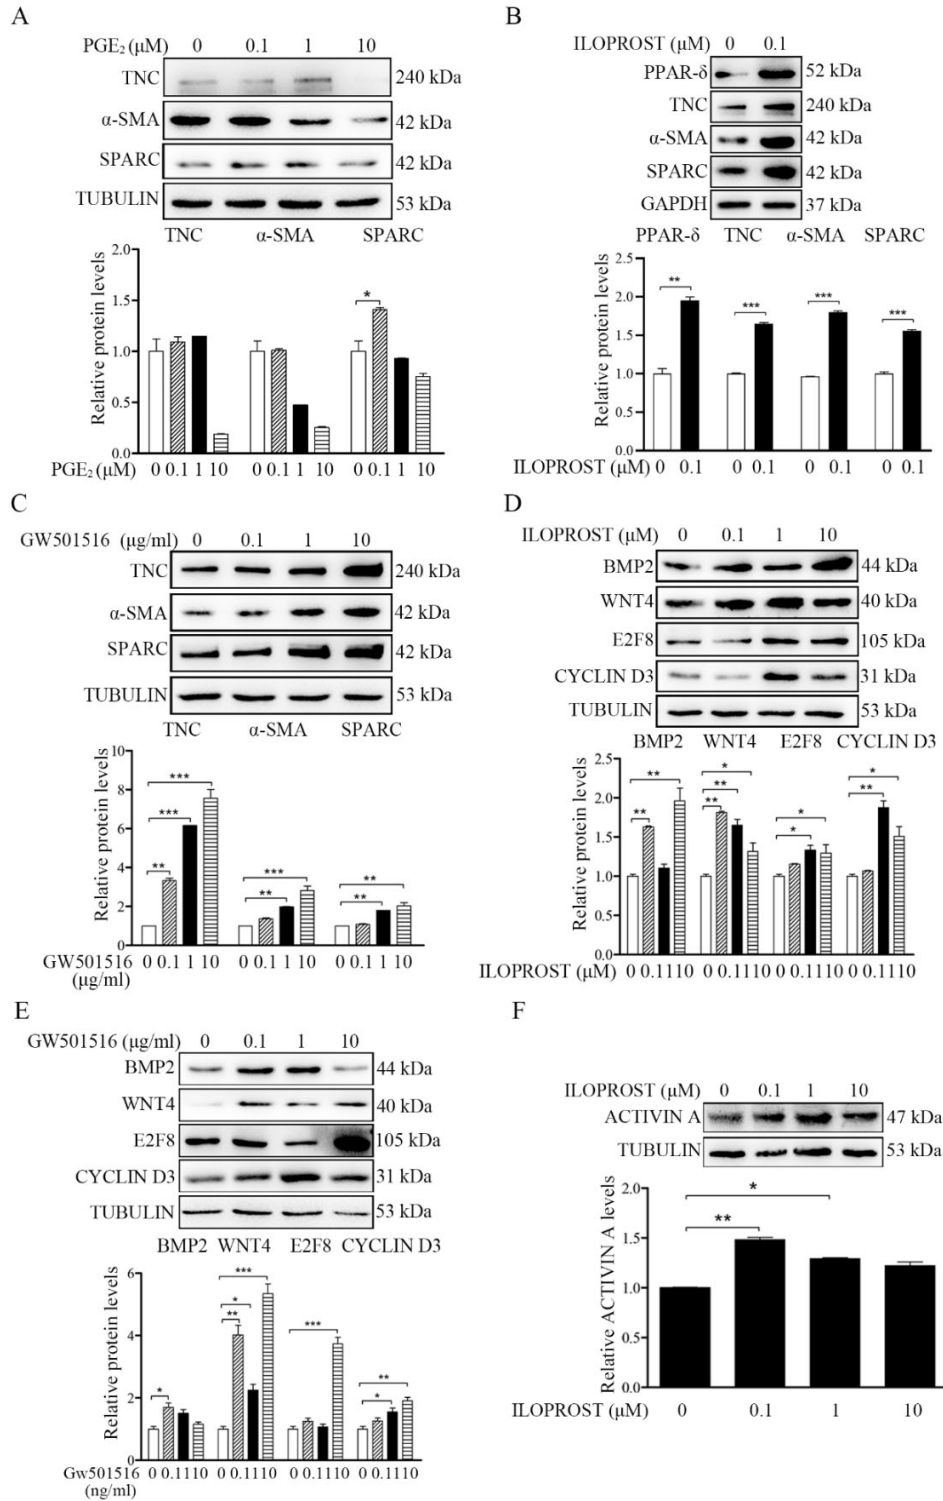 A
PGE₂ (μM) 0 0.1 1 10
TNC 240 kDa
α-SMA 42 kDa
SPARC 42 kDa
TUBULIN 53 kDa
TNC α-SMA SPARC
Relative protein levels
2.0
1.5
1.0
0.5
0.0
*
PGE₂ (μM) 0 0.1 1 10 0 0.1 1 10 0 0.1 1 10
B
ILOPROST (μM) 0 0.1
PPAR-δ 52 kDa
TNC 240 kDa
α-SMA 42 kDa
SPARC 42 kDa
GAPDH 37 kDa
PPAR-δ TNC α-SMA SPARC
Relative protein levels
2.5
2.0
1.5
1.0
0.5
0.0
** *** *** ***
ILOPROST (μM) 0 0.1 0 0.1 0 0.1 0 0.1
C
GW501516 (μg/ml) 0 0.1 1 10
TNC 240 kDa
α-SMA 42 kDa
SPARC 42 kDa
TUBULIN 53 kDa
TNC α-SMA SPARC
Relative protein levels
10
8
6
4
2
0
***
***
**
***
**
**
**
GW501516 0 0.1 1 10 0 0.1 1 10 0 0.1 1 10
(μg/ml)
D
ILOPROST (μM) 0 0.1 1 10
BMP2 44 kDa
WNT4 40 kDa
E2F8 105 kDa
CYCLIN D3 31 kDa
TUBULIN 53 kDa
BMP2 WNT4 E2F8 CYCLIN D3
Relative protein levels
2.5
2.0
1.5
1.0
0.5
0.0
**
**
*
**
**
*
*
*
**
ILOPROST (μM) 0 0.1110 0 0.1110 0 0.1110 0 0.1110
E
GW501516 (μg/ml) 0 0.1 1 10
BMP2 44 kDa
WNT4 40 kDa
E2F8 105 kDa
CYCLIN D3 31 kDa
TUBULIN 53 kDa
BMP2 WNT4 E2F8 CYCLIN D3
Relative protein levels
6
4
2
0
*
***
*
**
***
**
*
Gw501516 0 0.1110 0 0.1110 0 0.1110 0 0.1110
(ng/ml)
F
ILOPROST (μM) 0 0.1 1 10
ACTIVIN A 47 kDa
TUBULIN 53 kDa
Relative ACTIVIN A levels
2.0
1.5
1.0
0.5
0.0
*
**
ILOPROST (μM) 0 0.1 1 10